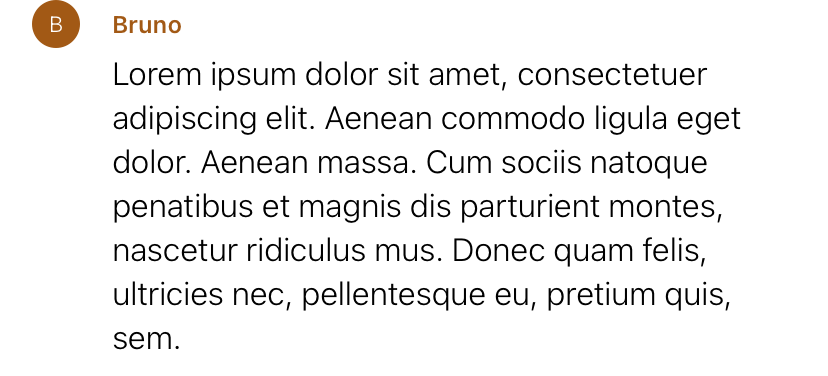 B
Bruno
Lorem ipsum dolor sit amet, consectetuer
adipiscing elit. Aenean commodo ligula eget
dolor. Aenean massa. Cum sociis natoque
penatibus et magnis dis parturient montes,
nascetur ridiculus mus. Donec quam felis,
ultricies nec, pellentesque eu, pretium quis,
sem.